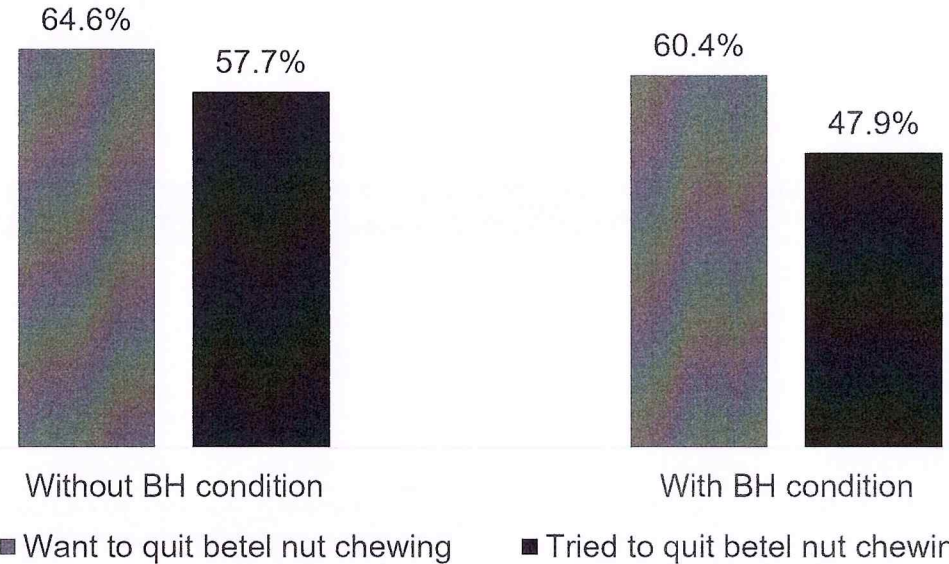 64.6%
57.7%
60.4%
47.9%
Without BH condition
With BH condition
Want to quit betel nut chewing
Tried to quit betel nut chewin